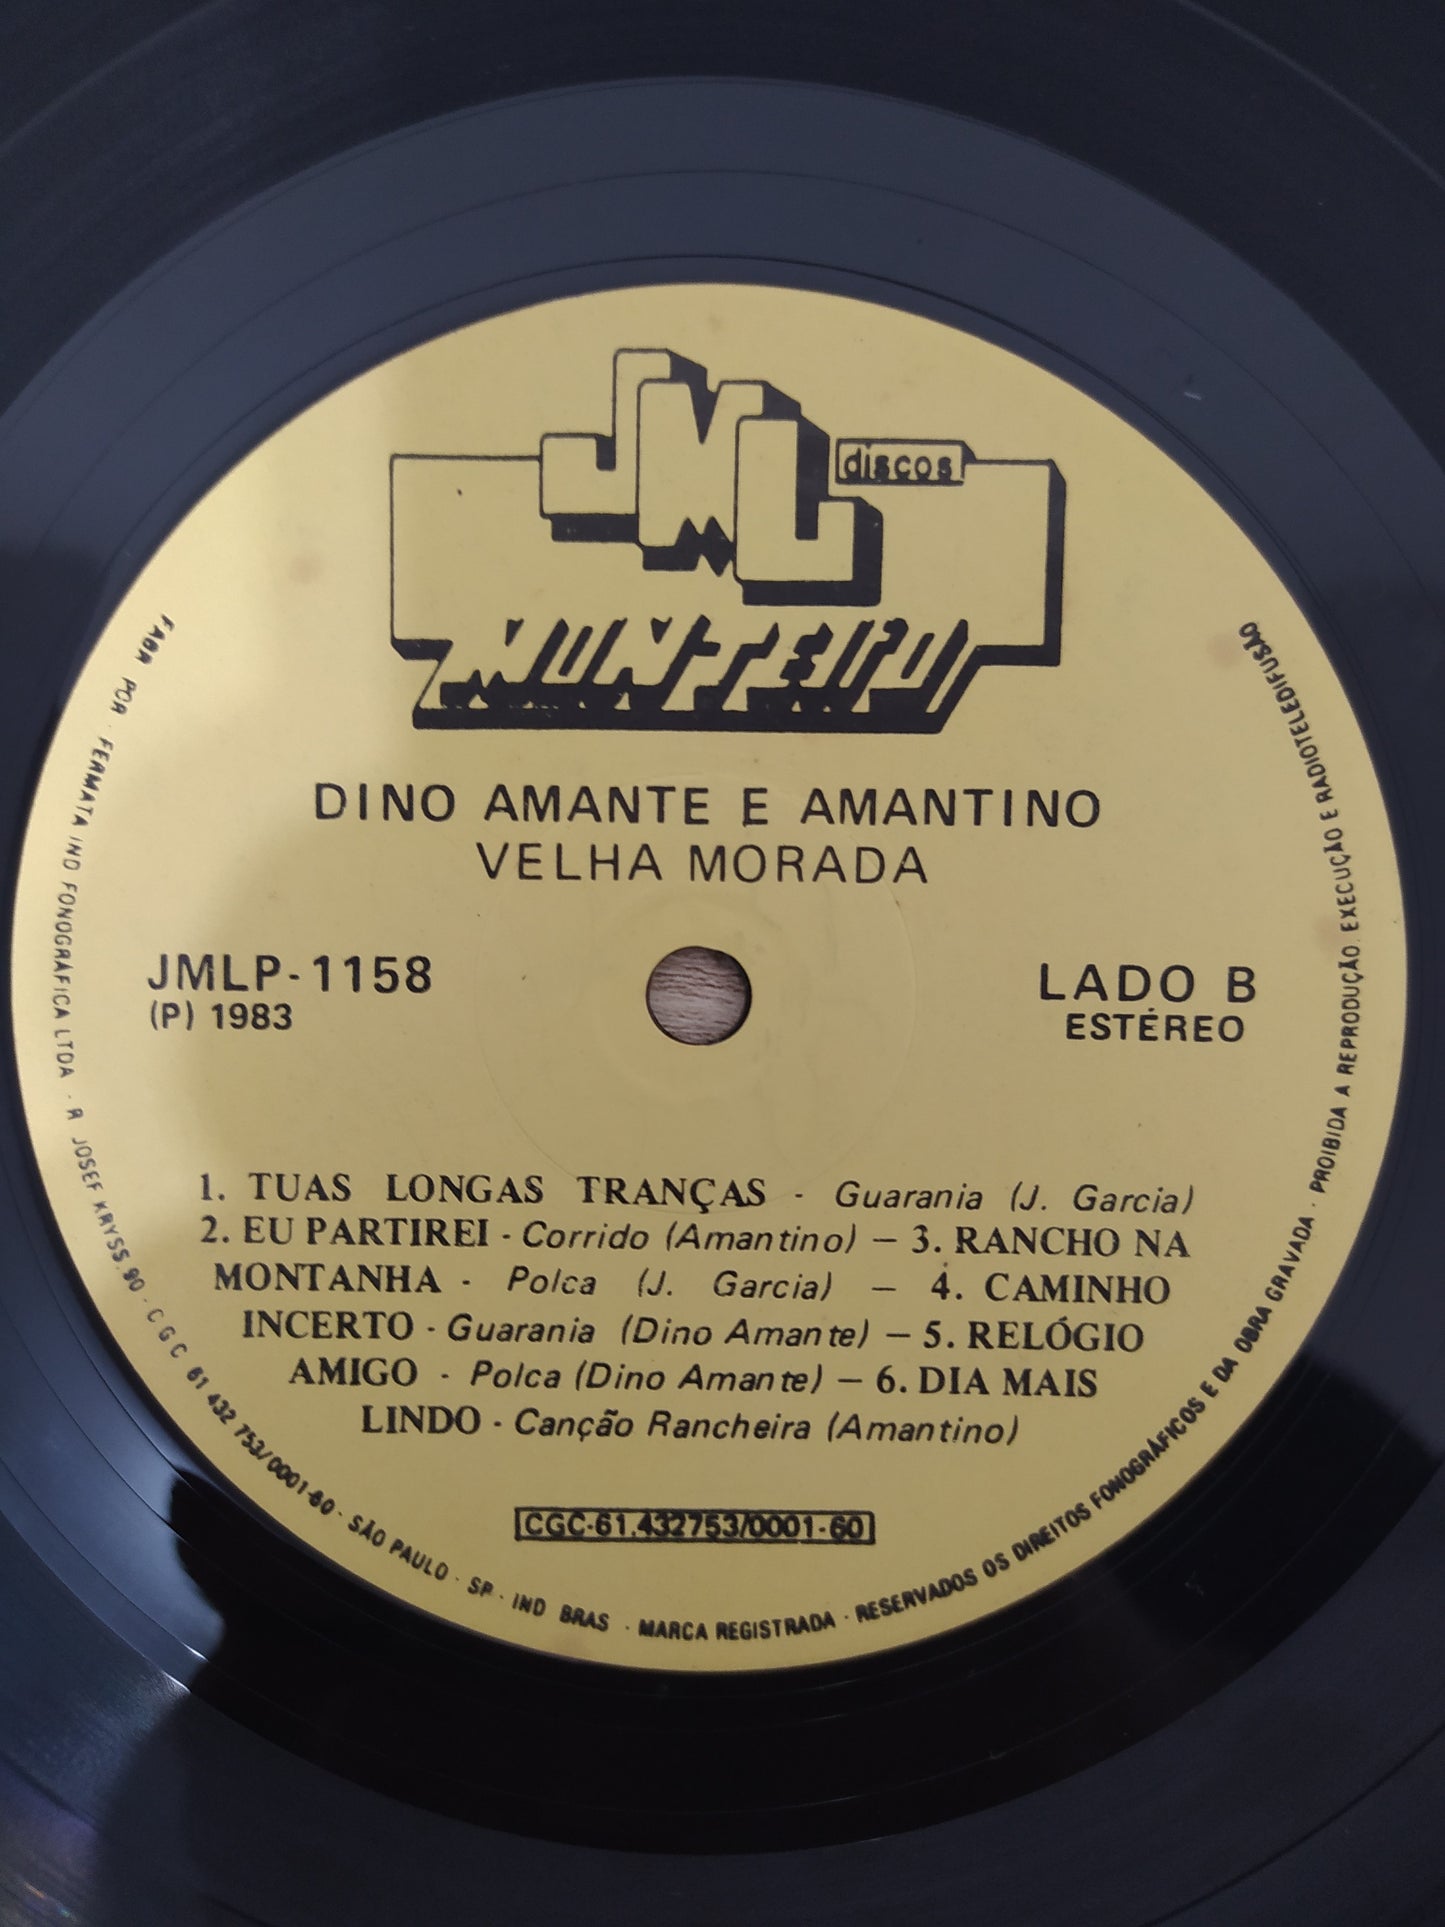 JML
discos
MONTERO
DINO AMANTE E AMANTINO
VELHA MORADA
JMLP-1158
(P) 1983
LADO B
ESTÉREO
1. TUAS LONGAS TRANÇAS - Guarania (J. Garcia)
2. EU PARTIREI - Corrido (Amantino) — 3. RANCHO NA
MONTANHA - Polca (J. Garcia) — 4. CAMINHO
INCERTO - Guarania (Dino Amante) — 5. RELÓGIO
AMIGO - Polca (Dino Amante) — 6. DIA MAIS
LINDO - Canção Rancheira (Amantino)
CGC-61.432753/0001-60
FABR POR · FERMATA IND FONOGRÁFICA LTDA · R JOSEF KRYSS, 90 · C G C 61 432 753/0001-60 · SÃO PAULO · SP · IND BRAS · MARCA REGISTRADA · RESERVADOS OS DIREITOS FONOGRÁFICOS E DA OBRA GRAVADA · PROIBIDA A REPRODUÇÃO, EXECUÇÃO E RADIOTELEDIFUSÃO